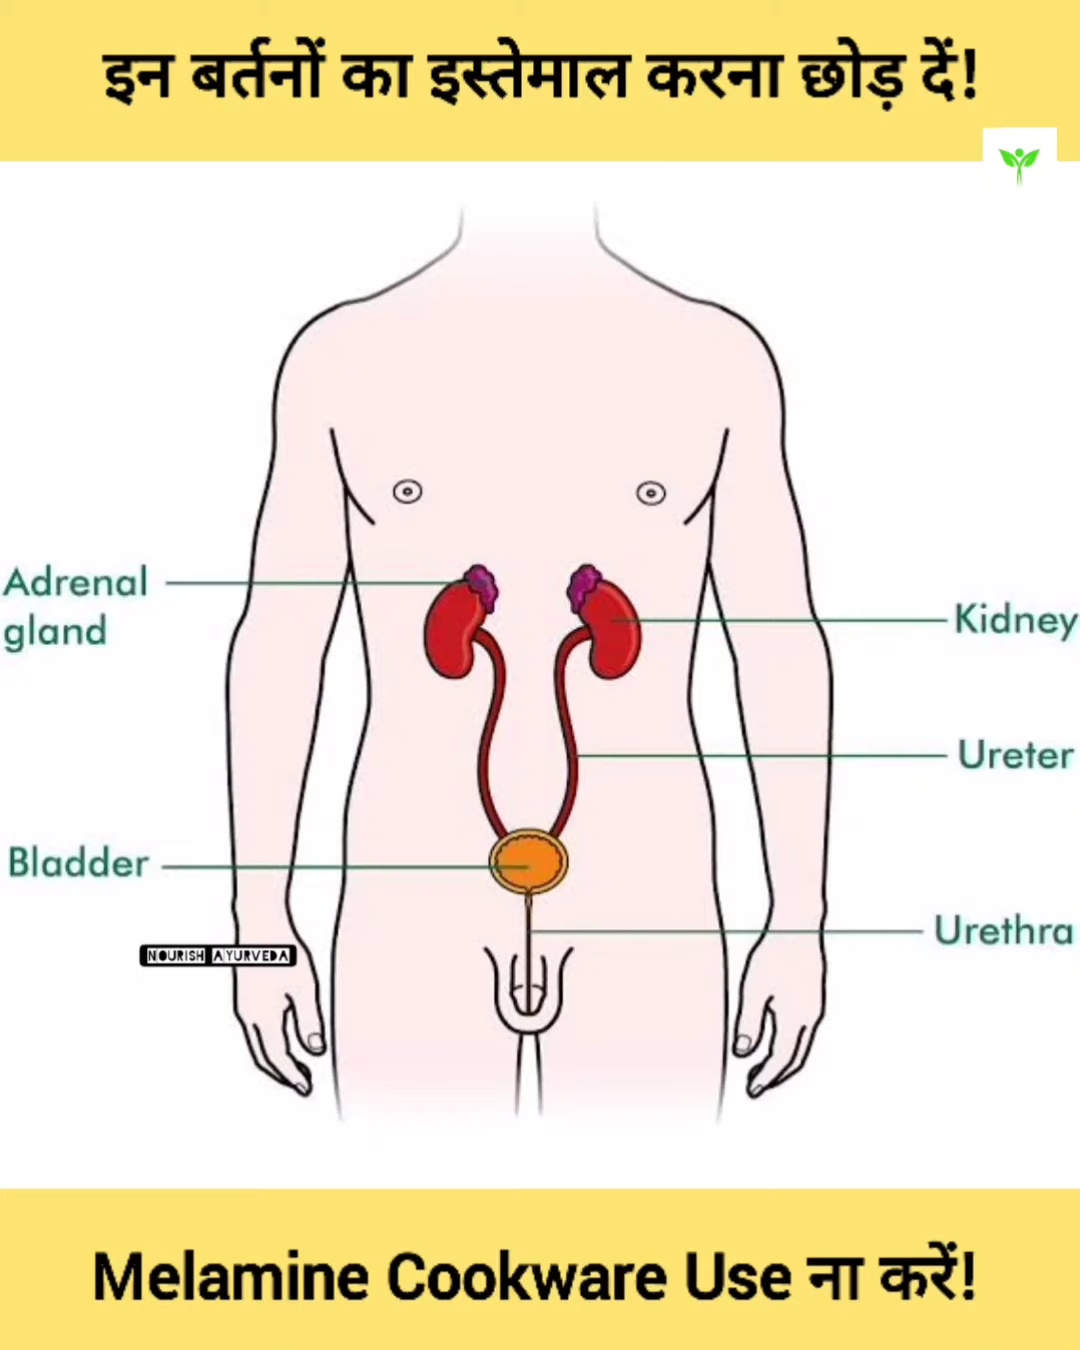 इन बर्तनों का इस्तेमाल करना छोड़ दें!
Adrenal
gland
Kidney
Ureter
Bladder
Urethra
NOURISH AYURVEDA
Melamine Cookware Use ना करें!